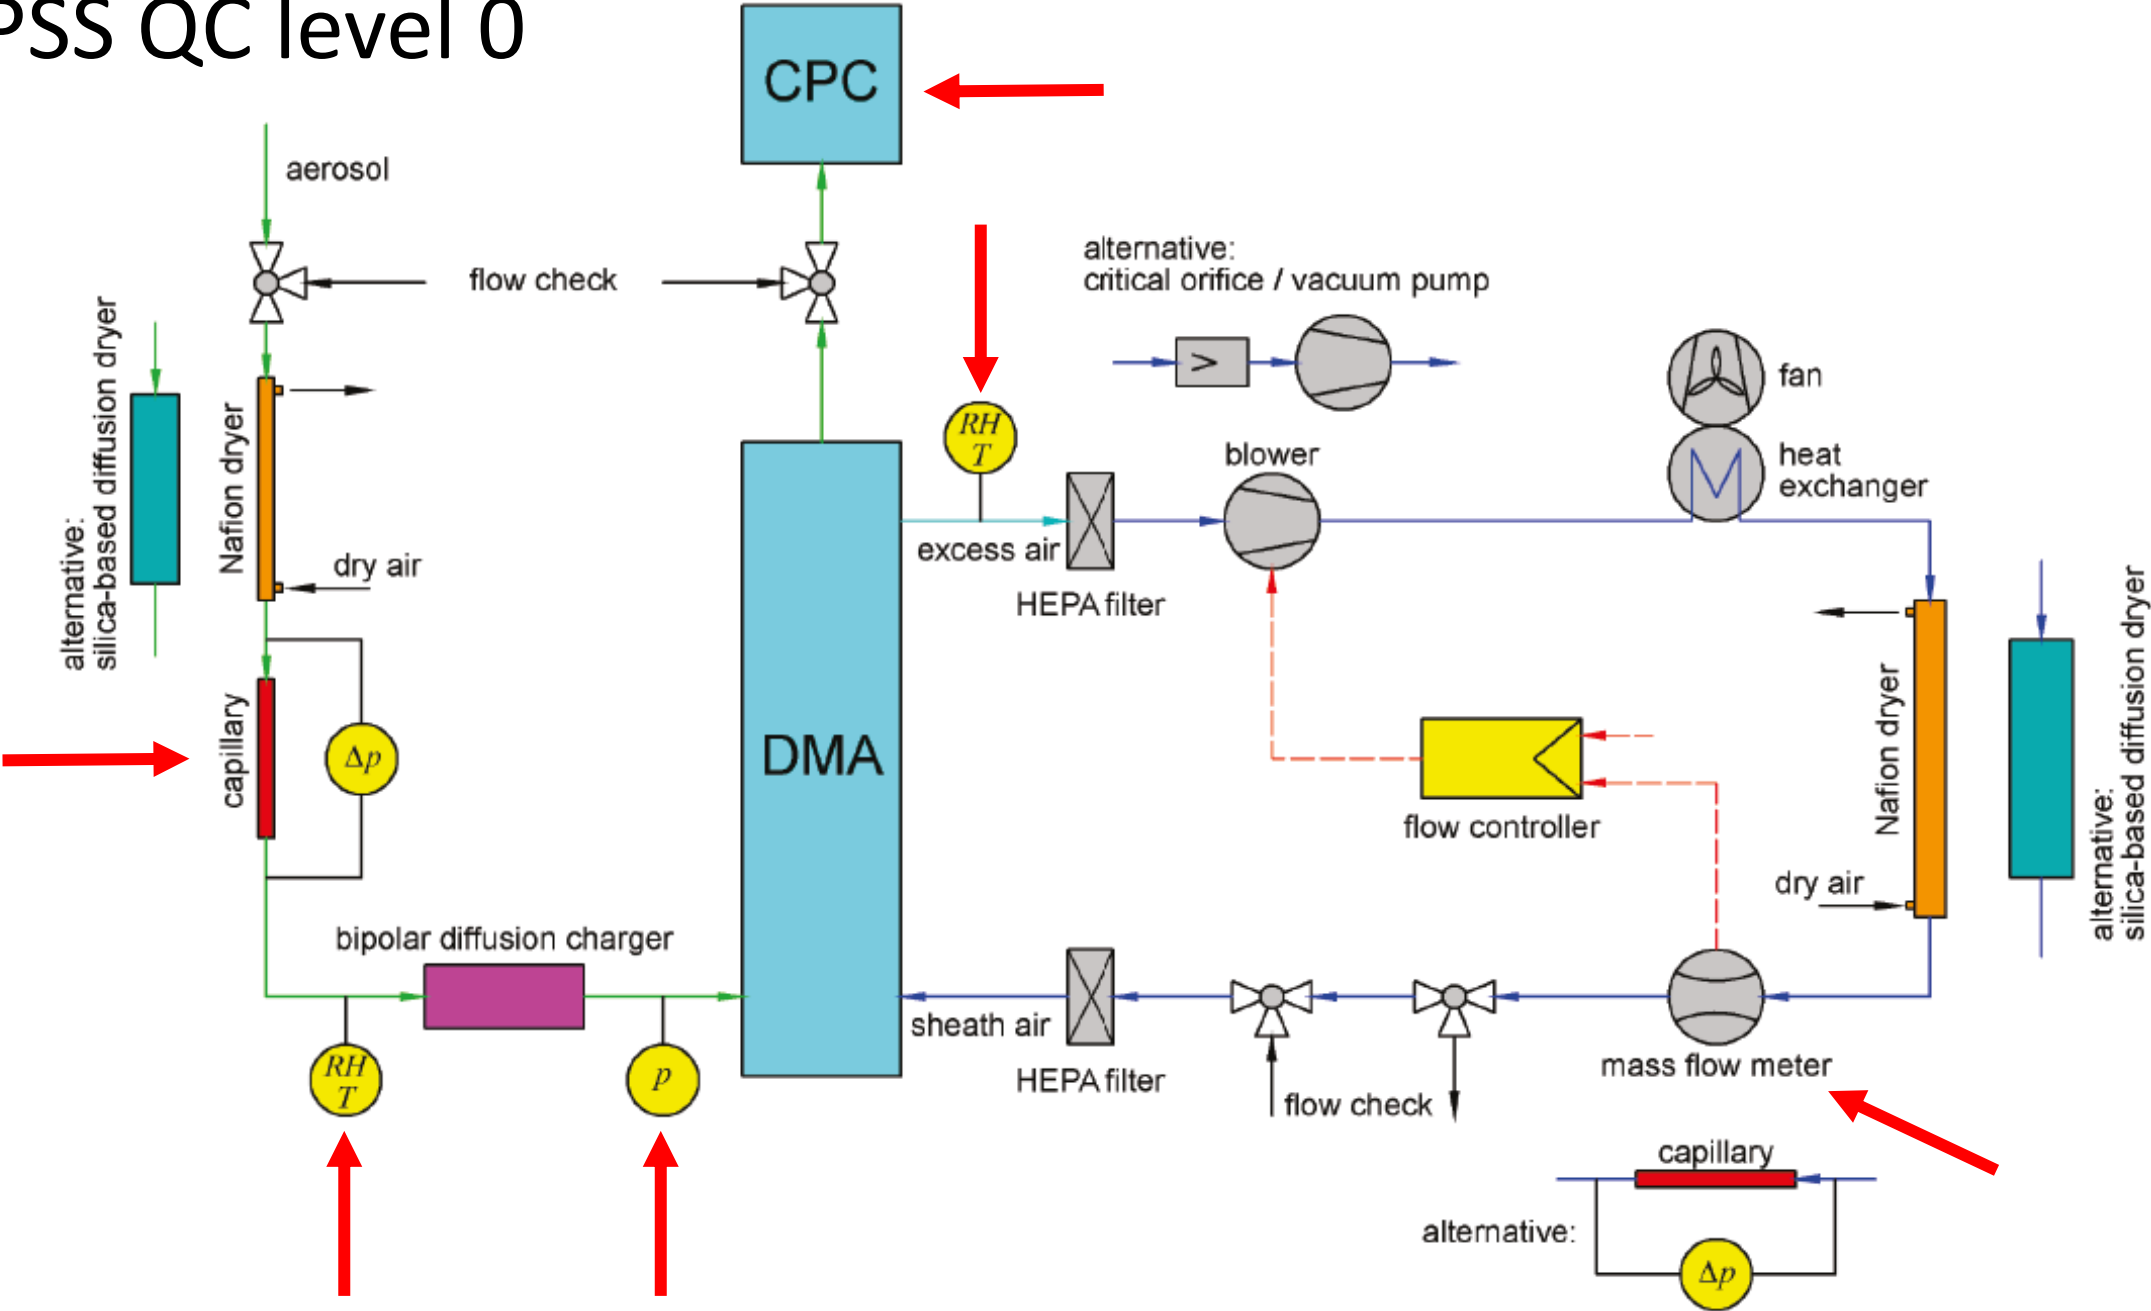 PSS QC level 0
CPC
aerosol
flow check
alternative:
critical orifice / vacuum pump
>
fan
heat
exchanger
RH
T
blower
alternative:
silica-based diffusion dryer
Nafion dryer
dry air
excess air
HEPA filter
capillary
Δp
DMA
flow controller
Nafion dryer
alternative:
silica-based diffusion dryer
dry air
bipolar diffusion charger
RH
T
p
sheath air
HEPA filter
flow check
mass flow meter
capillary
alternative:
Δp